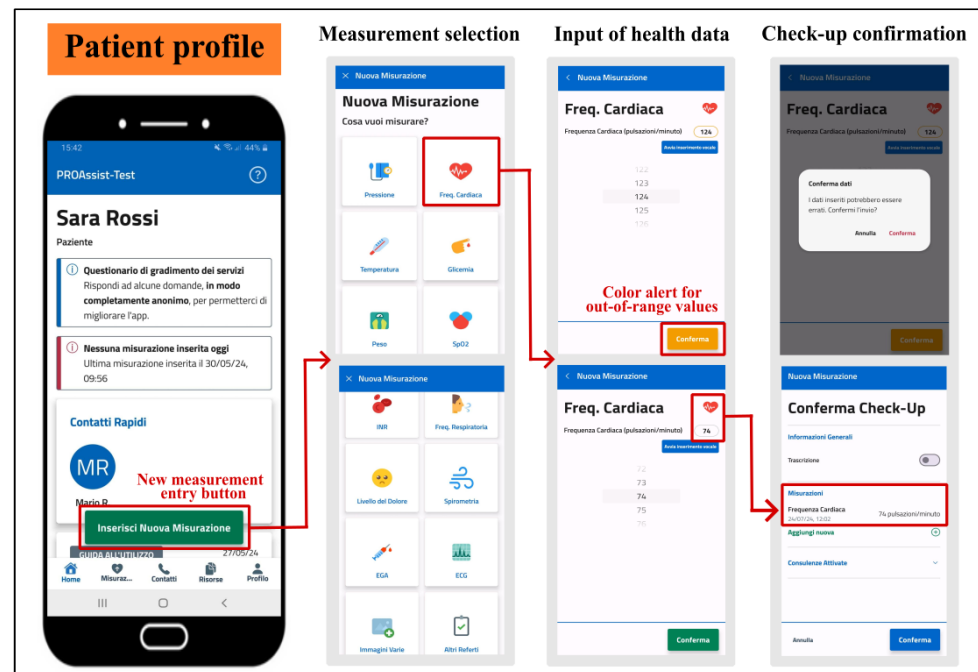 Patient profile
Measurement selection
Input of health data
Check-up confirmation
15:42
44%
PROAssist-Test
?
Sara Rossi
Paziente
Questionario di gradimento dei servizi
Rispondi ad alcune domande, in modo
completamente anonimo, per permetterci di
migliorare l'app.
Nessuna misurazione inserita oggi
Ultima misurazione inserita il 30/05/24,
09:56
Contatti Rapidi
MR
Mario R.
New measurement
entry button
Inserisci Nuova Misurazione
GUIDA ALL'UTILIZZO
27/05/24
Home
Misuraz...
Contatti
Risorse
Profilo
× Nuova Misurazione
Nuova Misurazione
Cosa vuoi misurare?
Pressione
Freq. Cardiaca
Temperatura
Glicemia
Peso
SpO2
× Nuova Misurazione
INR
Freq. Respiratoria
Livello del Dolore
Spirometria
EGA
ECG
Immagini Varie
Altri Referti
< Nuova Misurazione
Freq. Cardiaca
Frequenza Cardiaca (pulsazioni/minuto) 124
Avvia inserimento vocale
122
123
124
125
126
Color alert for
out-of-range values
Conferma
< Nuova Misurazione
Freq. Cardiaca
Frequenza Cardiaca (pulsazioni/minuto) 74
Avvia inserimento vocale
72
73
74
75
76
Conferma
< Nuova Misurazione
Freq. Cardiaca
Frequenza Cardiaca (pulsazioni/minuto) 124
Avvia inserimento vocale
Conferma dati
I dati inseriti potrebbero essere
errati. Confermi l'invio?
Annulla
Conferma
Conferma
Nuova Misurazione
Conferma Check-Up
Informazioni Generali
Trascrizione
Misurazioni
Frequenza Cardiaca
24/07/24, 12:02
74 pulsazioni/minuto
Aggiungi nuova
Consulenze Attivate
Annulla
Conferma